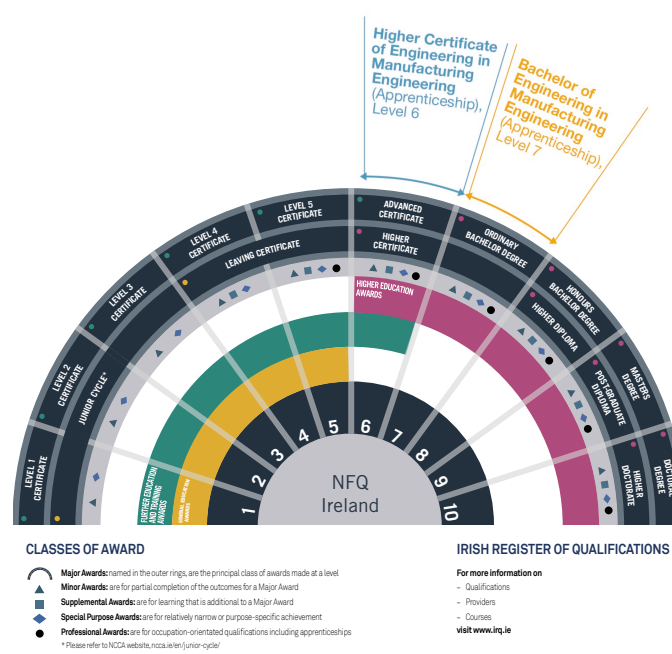 Higher Certificate
of Engineering in
Manufacturing
Engineering
(Apprenticeship),
Level 6
Bachelor of
Engineering in
Manufacturing
Engineering
(Apprenticeship),
Level 7
LEVEL 1
CERTIFICATE
LEVEL 2
CERTIFICATE
LEVEL 3
CERTIFICATE
LEVEL 4
CERTIFICATE
LEVEL 5
CERTIFICATE
ADVANCED
CERTIFICATE
ORDINARY
BACHELOR DEGREE
HONOURS
BACHELOR DEGREE
MASTERS
DEGREE
DEGREE
JUNIOR CYCLE*
LEAVING CERTIFICATE
HIGHER
CERTIFICATE
HIGHER DIPLOMA
POST-GRADUATE
DIPLOMA
HIGHER
DOCTORATE
HIGHER EDUCATION
AWARDS
FURTHER EDUCATION
AND TRAINING
AWARDS
1
2
3
4
5
6
7
8
9
10
NFQ
Ireland
CLASSES OF AWARD
Major Awards: named in the outer rings, are the principal class of awards made at a level
Minor Awards: are for partial completion of the outcomes for a Major Award
Supplemental Awards: are for learning that is additional to a Major Award
Special Purpose Awards: are for relatively narrow or purpose-specific achievement
Professional Awards: are for occupation-orientated qualifications including apprenticeships
* Please refer to NCCA website, ncca.ie/en/junior-cycle/
IRISH REGISTER OF QUALIFICATIONS
For more information on
– Qualifications
– Providers
– Courses
visit www.irq.ie